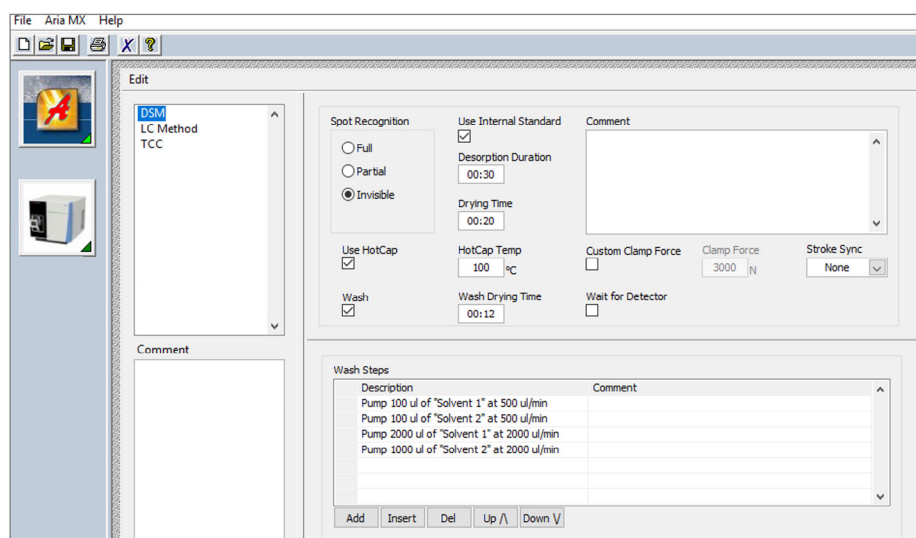 File Aria MX Help
Edit
DSM
LC Method
TCC
Comment
Spot Recognition
Full
Partial
Invisible
Use Internal Standard
Desorption Duration
00:30
Drying Time
00:20
Comment
Use HotCap
HotCap Temp
100 °C
Custom Clamp Force
Clamp Force
3000 N
Stroke Sync
None
Wash
Wash Drying Time
00:12
Wait for Detector
Wash Steps
Description Comment
Pump 100 ul of "Solvent 1" at 500 ul/min
Pump 100 ul of "Solvent 2" at 500 ul/min
Pump 2000 ul of "Solvent 1" at 2000 ul/min
Pump 1000 ul of "Solvent 2" at 2000 ul/min
Add Insert Del Up /\ Down \/